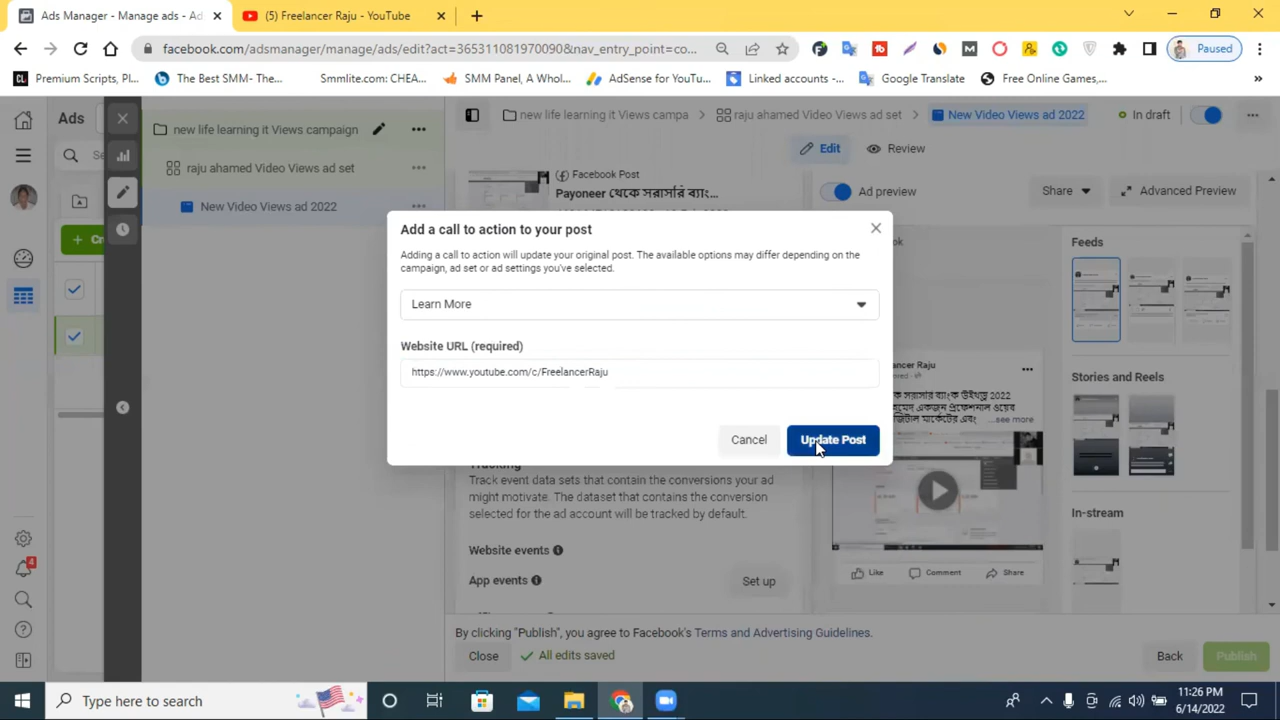 Ads Manager - Manage ads - Ad
(5) Freelancer Raju - YouTube
facebook.com/adsmanager/manage/ads/edit?act=365311081970090&nav_entry_point=co...
Paused
Premium Scripts, Pl...
The Best SMM- The...
Smmlite.com: CHEA...
SMM Panel, A Whol...
AdSense for YouTu...
Linked accounts -...
Google Translate
Free Online Games,...
Ads
new life learning it Views campaign
raju ahamed Video Views ad set
New Video Views ad 2022
new life learning it Views campa
raju ahamed Video Views ad set
New Video Views ad 2022
In draft
Edit
Review
Facebook Post
Payoneer থেকে সরাসরি ব্যাং...
Ad preview
Share
Advanced Preview
Add a call to action to your post
Adding a call to action will update your original post. The available options may differ depending on the
campaign, ad set or ad settings you've selected.
Learn More
Website URL (required)
https://www.youtube.com/c/FreelancerRaju
Cancel
Update Post
Feeds
Stories and Reels
In-stream
ancer Raju
...see more
Like
Comment
Share
Tracking
Track event data sets that contain the conversions your ad
might motivate. The dataset that contains the conversion
selected for the ad account will be tracked by default.
Website events
App events
Set up
By clicking "Publish", you agree to Facebook's Terms and Advertising Guidelines.
Close
All edits saved
Back
Publish
4
Type here to search
11:26 PM
6/14/2022